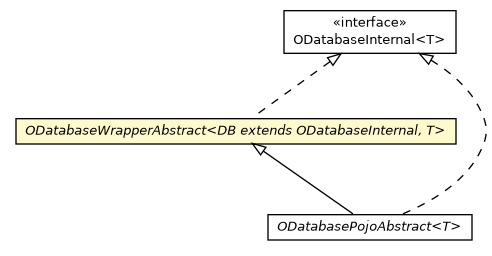 «interface»
ODatabaseInternal<T>
ODatabaseWrapperAbstract<DB extends ODatabaseInternal, T>
ODatabasePojoAbstract<T>